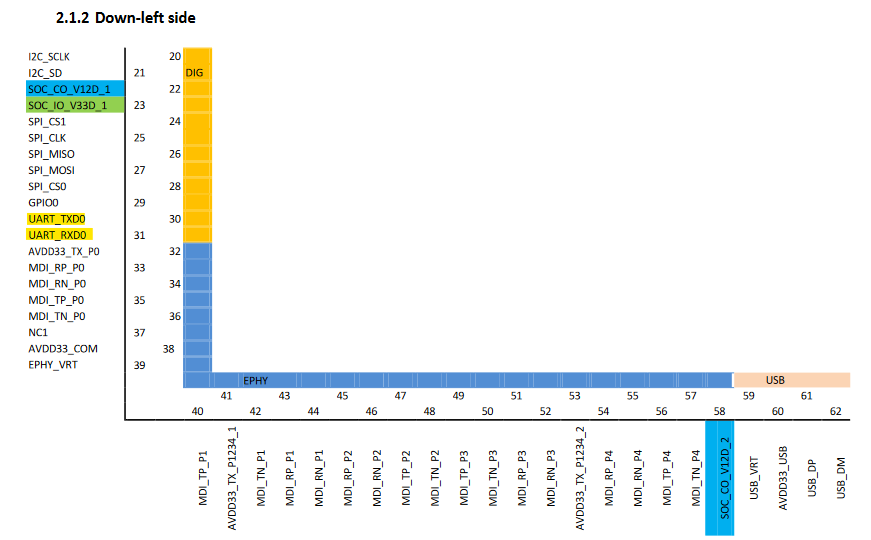 2.1.2 Down-left side
I2C_SCLK 20
I2C_SD 21 DIG
SOC_CO_V12D_1 22
SOC_IO_V33D_1 23
SPI_CS1 24
SPI_CLK 25
SPI_MISO 26
SPI_MOSI 27
SPI_CS0 28
GPIO0 29
UART_TXD0 30
UART_RXD0 31
AVDD33_TX_P0 32
MDI_RP_P0 33
MDI_RN_P0 34
MDI_TP_P0 35
MDI_TN_P0 36
NC1 37
AVDD33_COM 38
EPHY_VRT 39
EPHY USB
41 43 45 47 49 51 53 55 57 59 61
40 42 44 46 48 50 52 54 56 58 60 62
MDI_TP_P1
AVDD33_TX_P1234_1
MDI_TN_P1
MDI_RP_P1
MDI_RN_P1
MDI_RP_P2
MDI_RN_P2
MDI_TP_P2
MDI_TN_P2
MDI_TP_P3
MDI_TN_P3
MDI_RP_P3
MDI_RN_P3
AVDD33_TX_P1234_2
MDI_RP_P4
MDI_RN_P4
MDI_TP_P4
MDI_TN_P4
SOC_CO_V12D_2
USB_VRT
AVDD33_USB
USB_DP
USB_DM